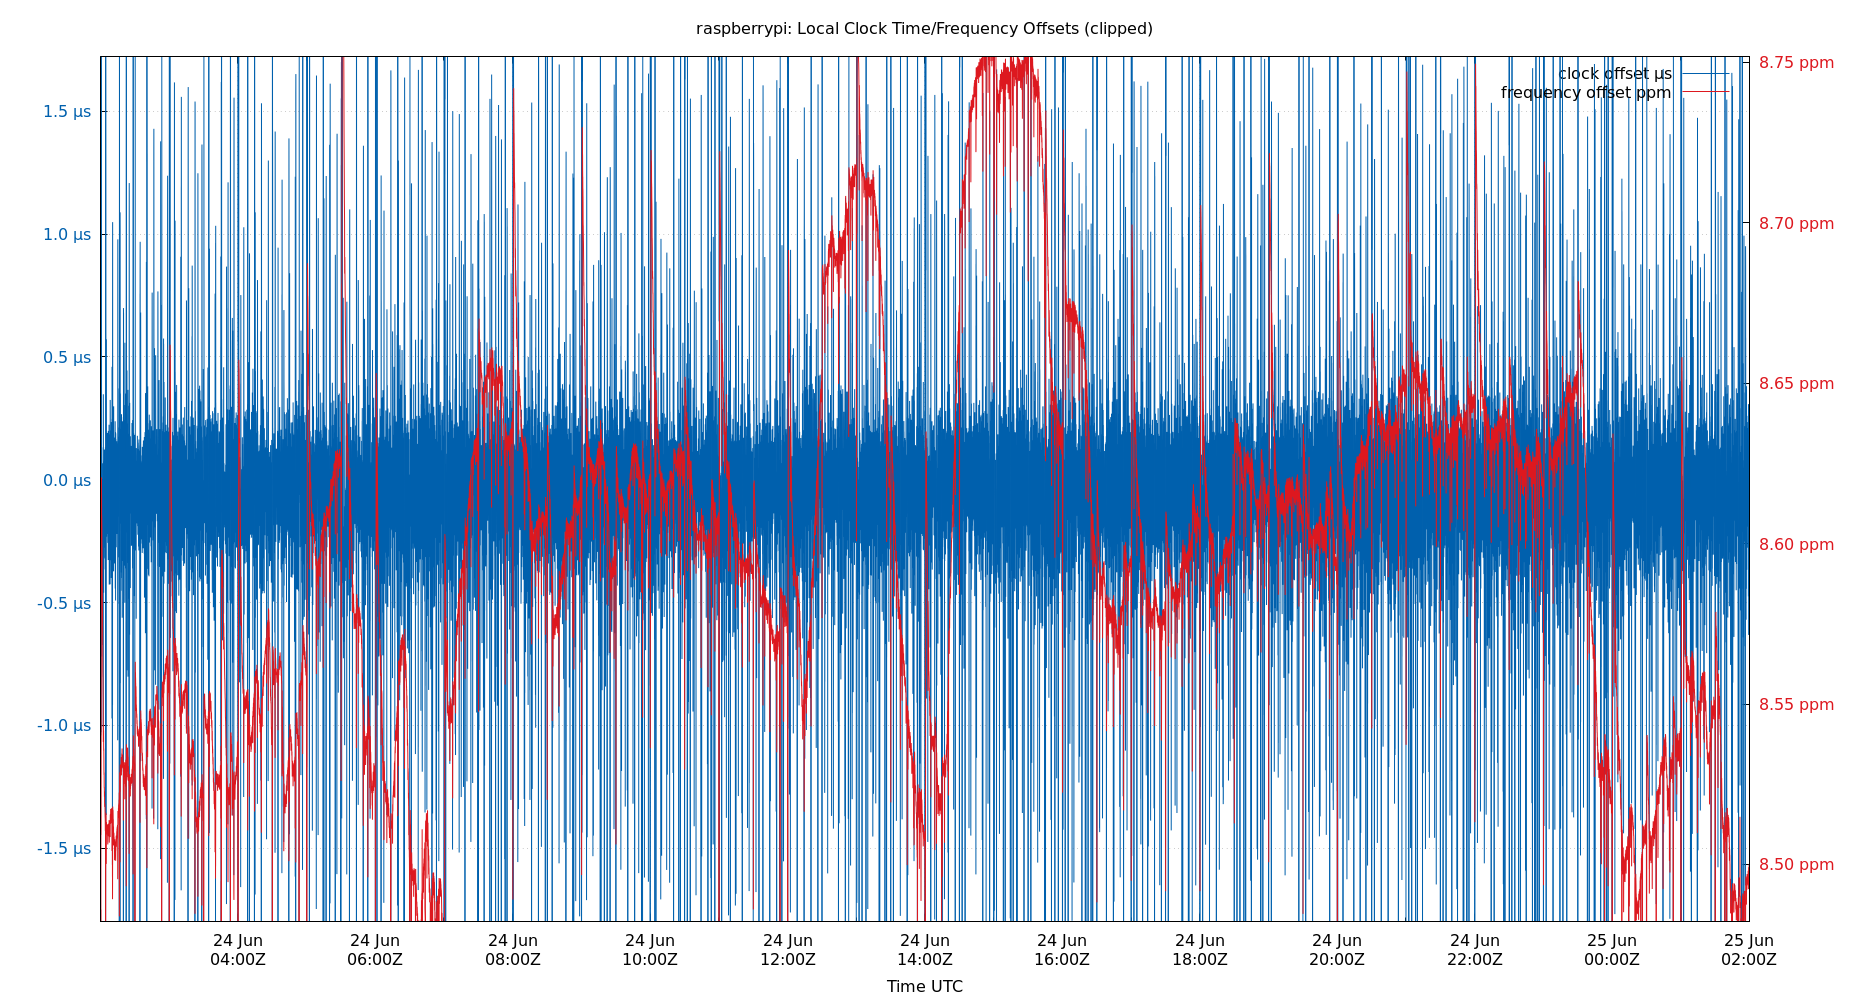 raspberrypi: Local Clock Time/Frequency Offsets (clipped)
clock offset µs
frequency offset ppm
1.5 µs
1.0 µs
0.5 µs
0.0 µs
-0.5 µs
-1.0 µs
-1.5 µs
8.75 ppm
8.70 ppm
8.65 ppm
8.60 ppm
8.55 ppm
8.50 ppm
24 Jun 24 Jun 24 Jun 24 Jun 24 Jun 24 Jun 24 Jun 24 Jun 24 Jun 24 Jun 25 Jun 25 Jun
04:00Z 06:00Z 08:00Z 10:00Z 12:00Z 14:00Z 16:00Z 18:00Z 20:00Z 22:00Z 00:00Z 02:00Z
Time UTC